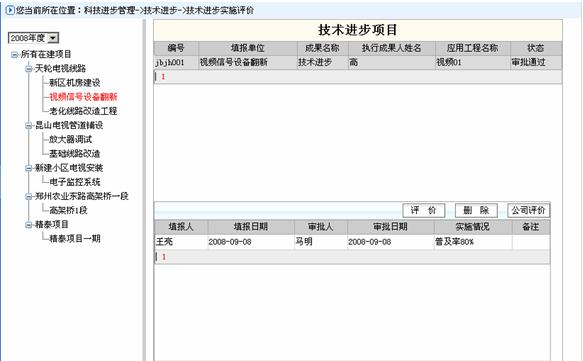 您当前所在位置：科技进步管理->技术进步->技术进步实施评价
2008年度
所有在建项目
天轮电视线路
新区机房建设
视频信号设备翻新
老化线路改造工程
昆山电视管道铺设
放大器调试
基础线路改造
新建小区电视安装
电子监控系统
郑州农业东路高架桥一段
高架桥1段
精泰项目
精泰项目一期
技术进步项目
编号 填报单位 成果名称 执行成果人姓名 应用工程名称 状态
jbjh001 视频信号设备翻新 技术进步 高 视频01 审批通过
1
评 价 删 除 公司评价
填报人 填报日期 审批人 审批日期 实施情况 备注
王亮 2008-09-08 马明 2008-09-08 普及率80%
1